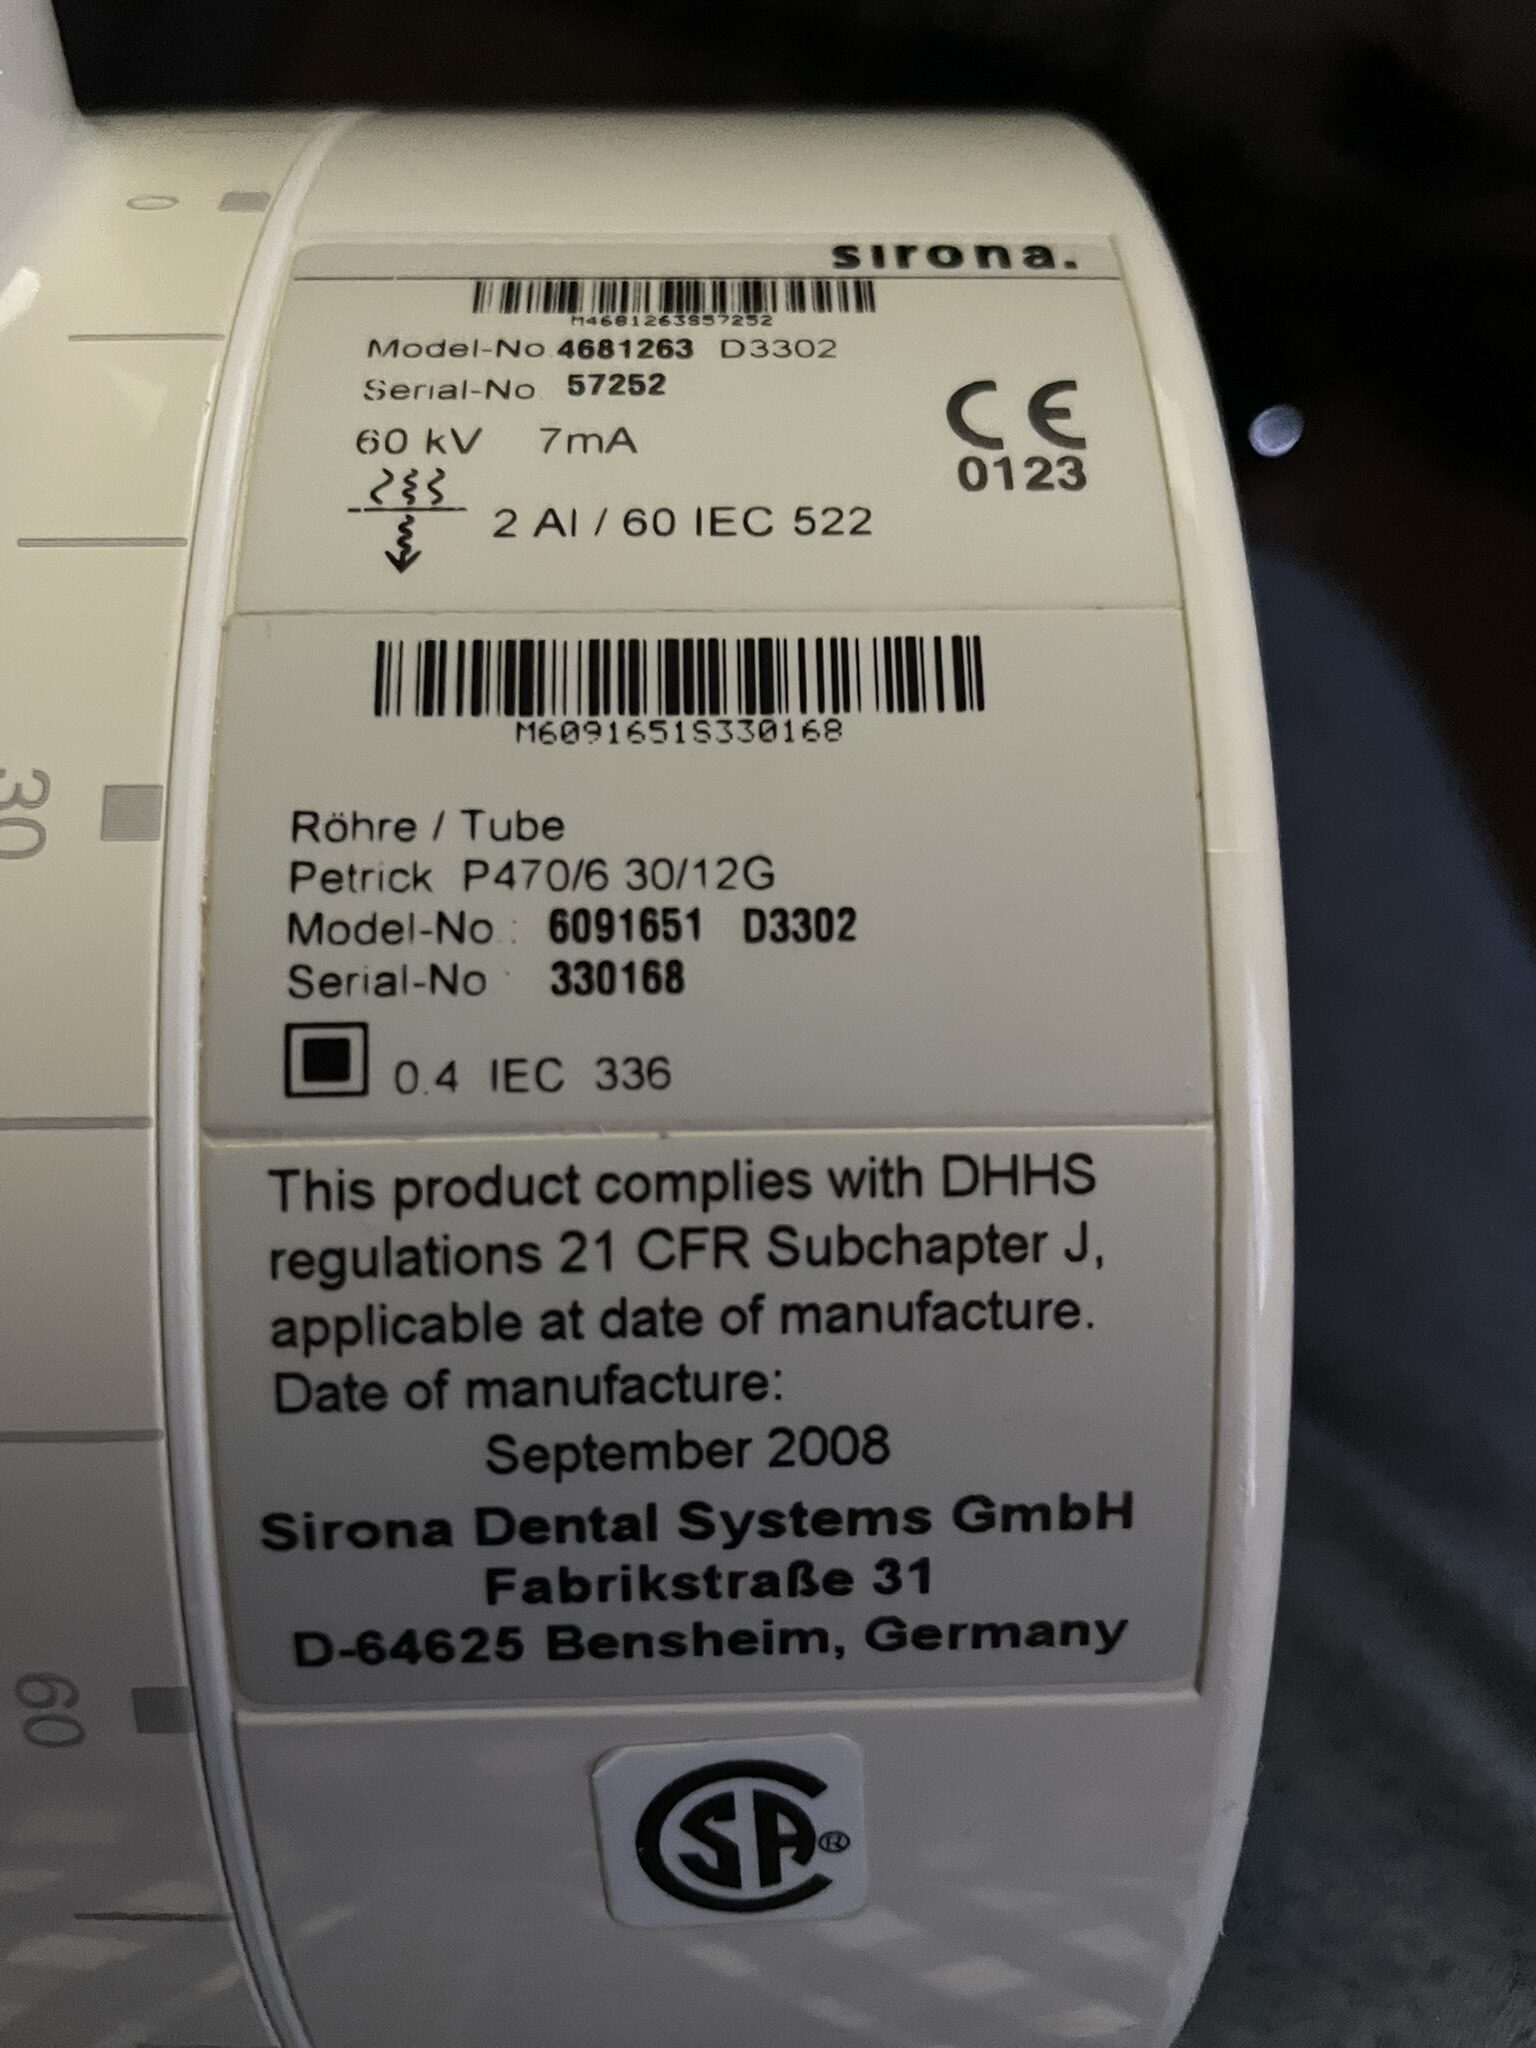 0
sirona.
M4681263S57252
Model-No. 4681263 D3302
Serial-No. 57252
60 kV 7mA
CE
0123
2 Al / 60 IEC 522
M6091651S330168
30
Röhre / Tube
Petrick P470/6 30/12G
Model-No.: 6091651 D3302
Serial-No : 330168
0.4 IEC 336
This product complies with DHHS
regulations 21 CFR Subchapter J,
applicable at date of manufacture.
Date of manufacture:
September 2008
Sirona Dental Systems GmbH
Fabrikstraße 31
D-64625 Bensheim, Germany
60
CSA®